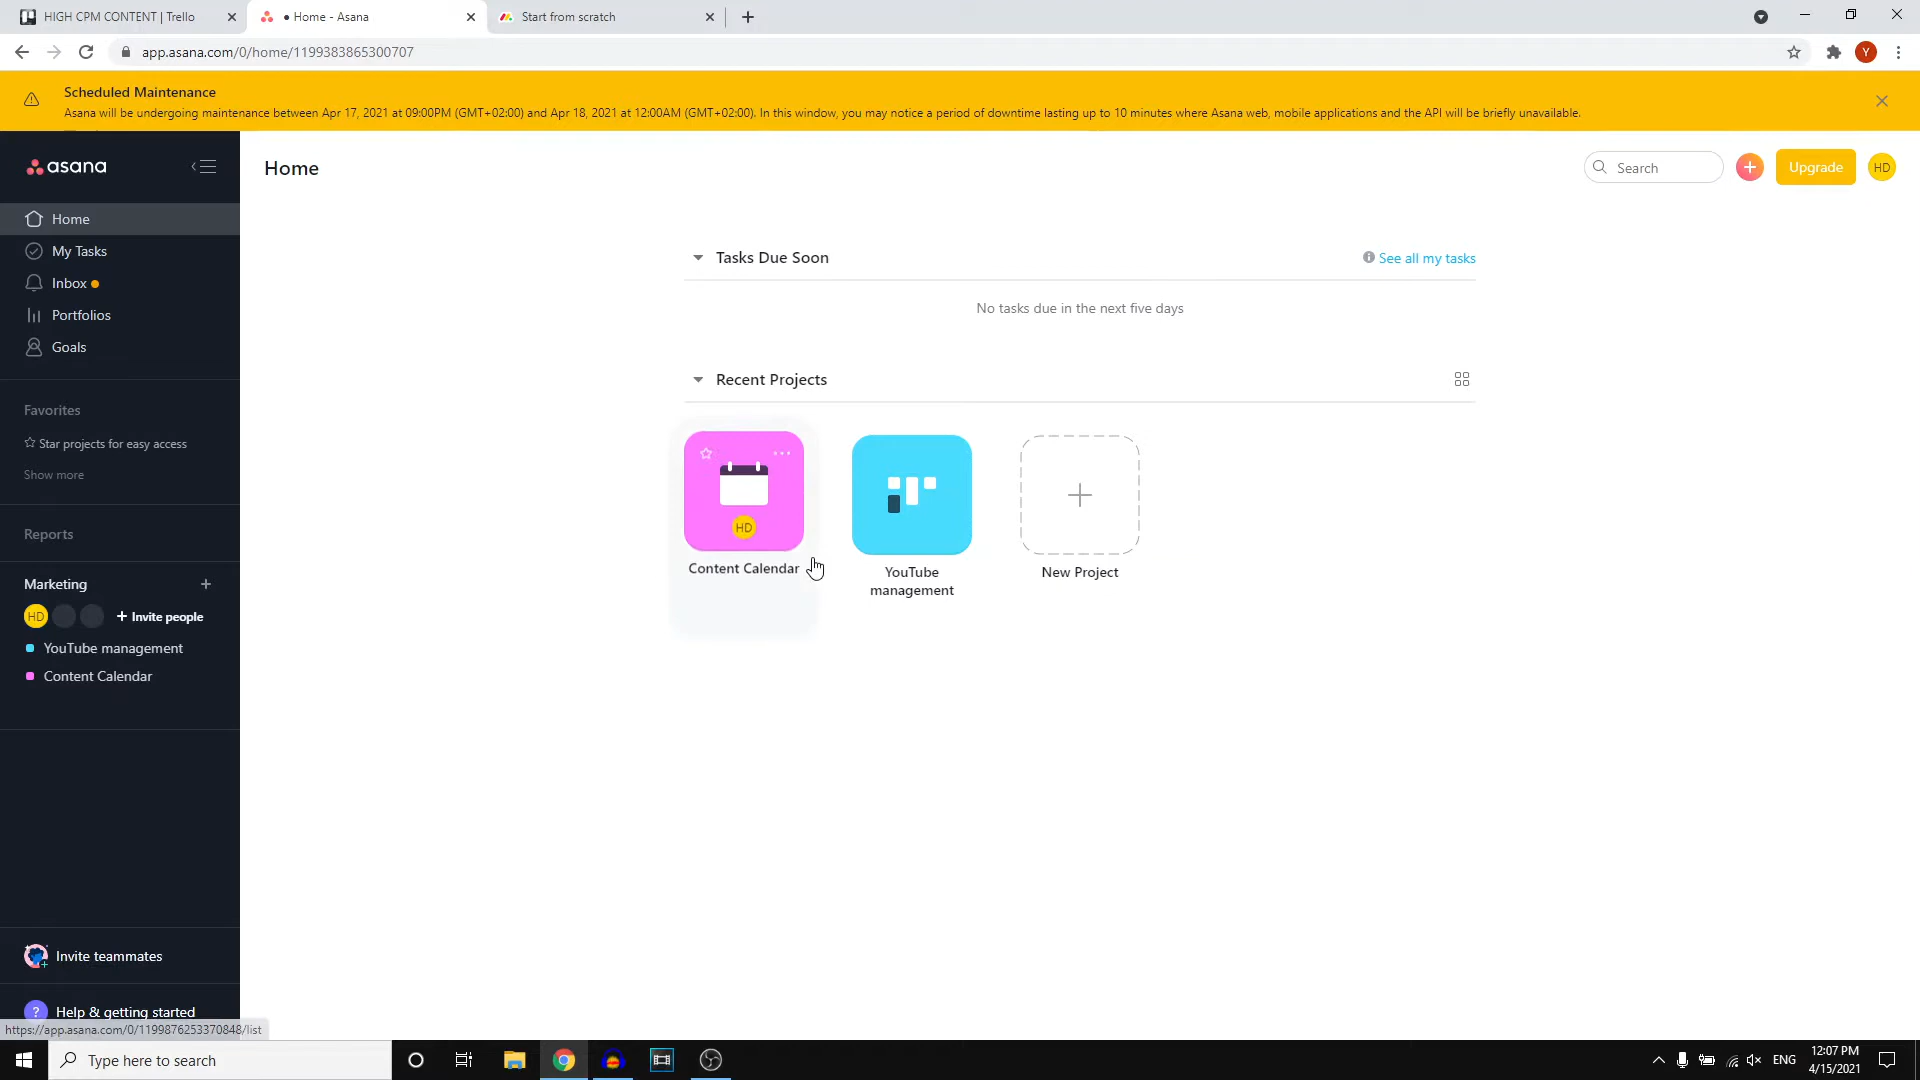 HIGH CPM CONTENT | Trello
• Home - Asana
Start from scratch
app.asana.com/0/home/1199383865300707
Y
Scheduled Maintenance
Asana will be undergoing maintenance between Apr 17, 2021 at 09:00PM (GMT+02:00) and Apr 18, 2021 at 12:00AM (GMT+02:00). In this window, you may notice a period of downtime lasting up to 10 minutes where Asana web, mobile applications and the API will be briefly unavailable.
asana
Home
Search
Upgrade
HD
Home
My Tasks
Inbox
Portfolios
Goals
Favorites
Star projects for easy access
Show more
Reports
Marketing
HD
Invite people
YouTube management
Content Calendar
Tasks Due Soon
See all my tasks
No tasks due in the next five days
Recent Projects
HD
Content Calendar
YouTube
management
New Project
Invite teammates
? Help & getting started
https://app.asana.com/0/1199876253370848/list
Type here to search
ENG
12:07 PM
4/15/2021